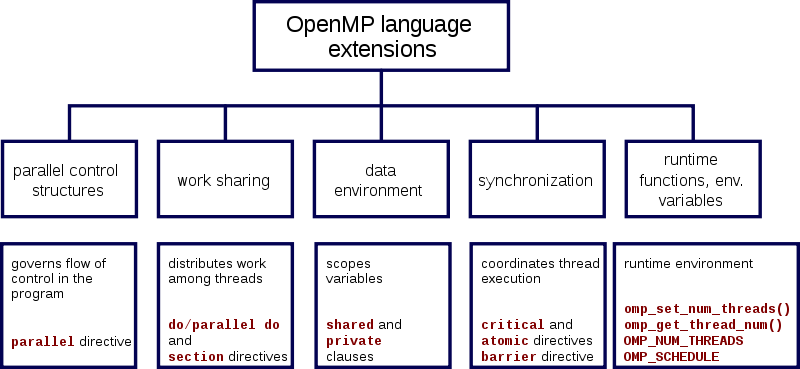 OpenMP language
extensions
parallel control
structures
work sharing
data
environment
synchronization
runtime
functions, env.
variables
governs flow of
control in the
program
parallel directive
distributes work
among threads
do/parallel do
and
section directives
scopes
variables
shared and
private
clauses
coordinates thread
execution
critical and
atomic directives
barrier directive
runtime environment
omp_set_num_threads()
omp_get_thread_num()
OMP_NUM_THREADS
OMP_SCHEDULE